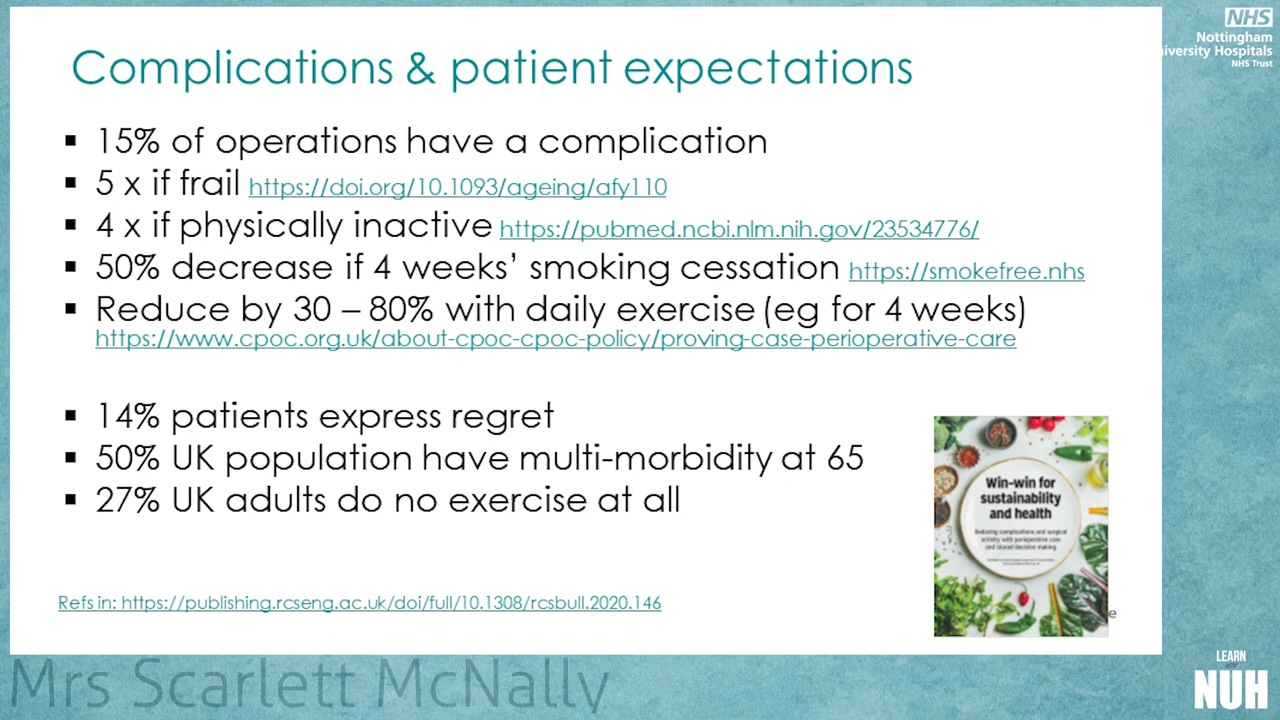 NHS
Nottingham
iversity Hospitals
NHS Trust
Complications & patient expectations
▪ 15% of operations have a complication
▪ 5 x if frail https://doi.org/10.1093/ageing/afy110
▪ 4 x if physically inactive https://pubmed.ncbi.nlm.nih.gov/23534776/
▪ 50% decrease if 4 weeks’ smoking cessation https://smokefree.nhs
▪ Reduce by 30 – 80% with daily exercise (eg for 4 weeks)
https://www.cpoc.org.uk/about-cpoc-cpoc-policy/proving-case-perioperative-care
▪ 14% patients express regret
▪ 50% UK population have multi-morbidity at 65
▪ 27% UK adults do no exercise at all
Win-win for
sustainability
and health
Reducing complications and surgical
activity with perioperative care
and shared decision making
Refs in: https://publishing.rcseng.ac.uk/doi/full/10.1308/rcsbull.2020.146
e
Mrs Scarlett McNally
LEARN
NUH